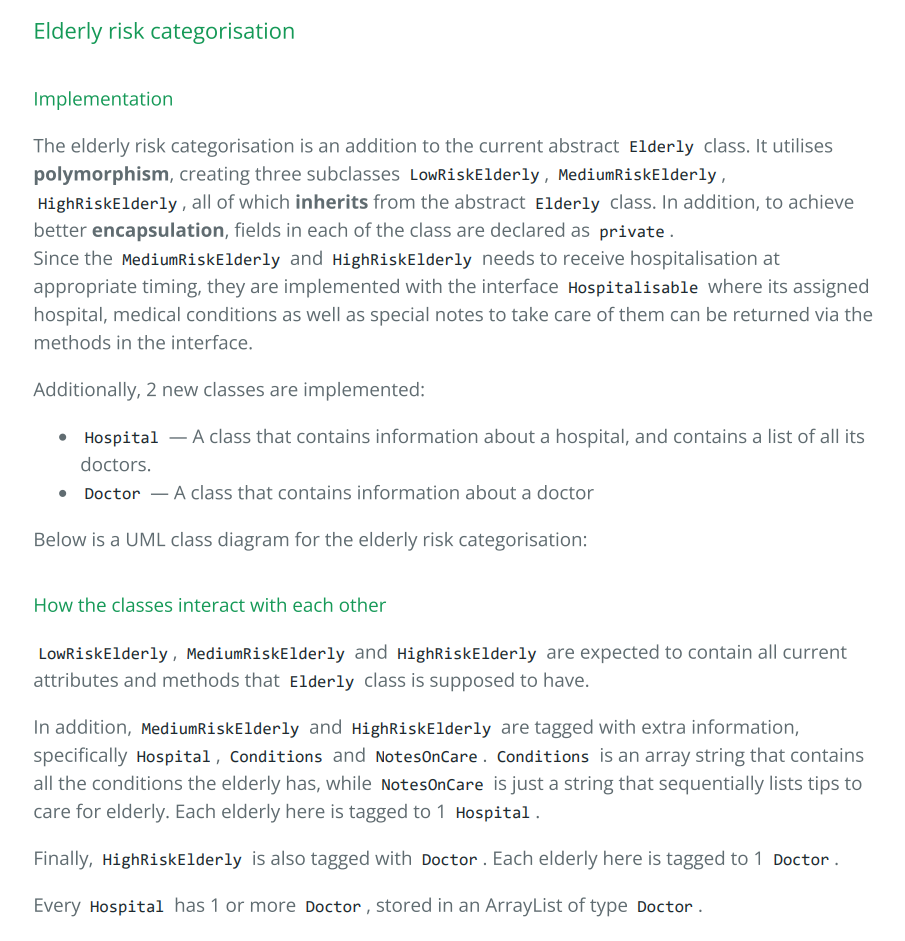 Elderly risk categorisation
Implementation
The elderly risk categorisation is an addition to the current abstract Elderly class. It utilises
polymorphism, creating three subclasses LowRiskElderly, MediumRiskElderly,
HighRiskElderly, all of which inherits from the abstract Elderly class. In addition, to achieve
better encapsulation, fields in each of the class are declared as private.
Since the MediumRiskElderly and HighRiskElderly needs to receive hospitalisation at
appropriate timing, they are implemented with the interface Hospitalisable where its assigned
hospital, medical conditions as well as special notes to take care of them can be returned via the
methods in the interface.
Additionally, 2 new classes are implemented:
• Hospital — A class that contains information about a hospital, and contains a list of all its
doctors.
• Doctor — A class that contains information about a doctor
Below is a UML class diagram for the elderly risk categorisation:
How the classes interact with each other
LowRiskElderly, MediumRiskElderly and HighRiskElderly are expected to contain all current
attributes and methods that Elderly class is supposed to have.
In addition, MediumRiskElderly and HighRiskElderly are tagged with extra information,
specifically Hospital, Conditions and NotesOnCare. Conditions is an array string that contains
all the conditions the elderly has, while NotesOnCare is just a string that sequentially lists tips to
care for elderly. Each elderly here is tagged to 1 Hospital.
Finally, HighRiskElderly is also tagged with Doctor. Each elderly here is tagged to 1 Doctor.
Every Hospital has 1 or more Doctor, stored in an ArrayList of type Doctor.